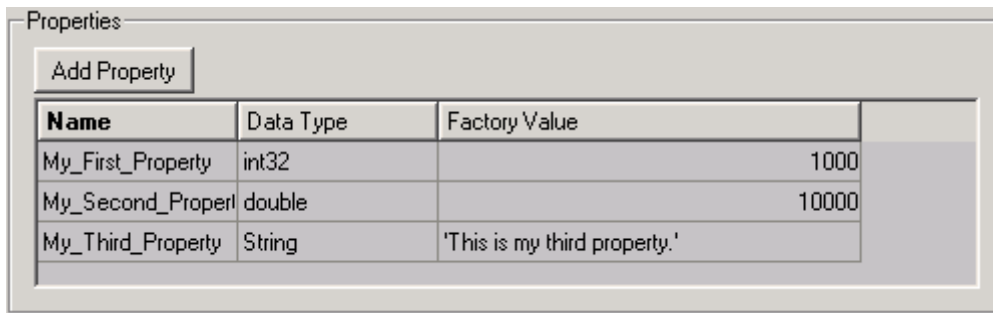 Properties
Add Property
Name Data Type Factory Value
My_First_Property int32 1000
My_Second_Propert double 10000
My_Third_Property String 'This is my third property.'